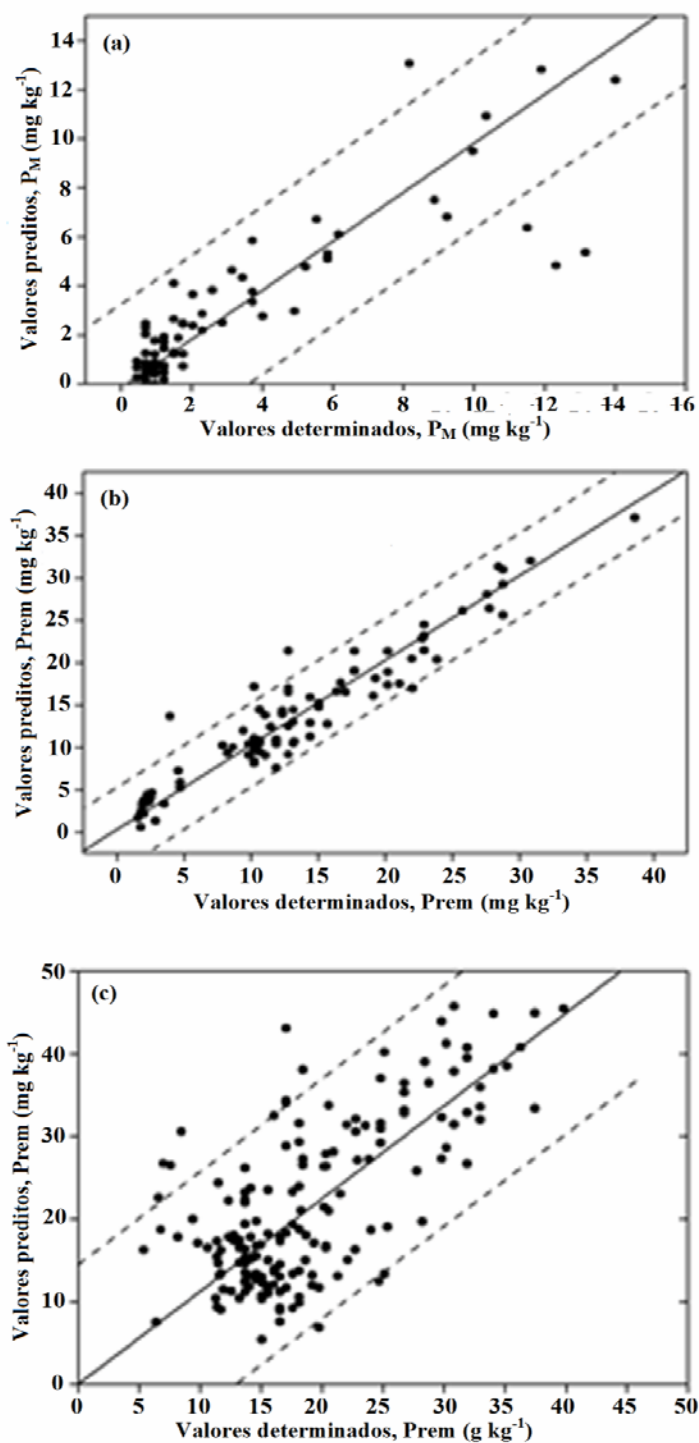 (a)
Valores preditos, P_M (mg kg⁻¹)
14
12
10
8
6
4
2
0
0 2 4 6 8 10 12 14 16
Valores determinados, P_M (mg kg⁻¹)
(b)
Valores preditos, Prem (mg kg⁻¹)
40
35
30
25
20
15
10
5
0
0 5 10 15 20 25 30 35 40
Valores determinados, Prem (mg kg⁻¹)
(c)
Valores preditos, Prem (mg kg⁻¹)
50
40
30
20
10
0
0 5 10 15 20 25 30 35 40 45 50
Valores determinados, Prem (g kg⁻¹)